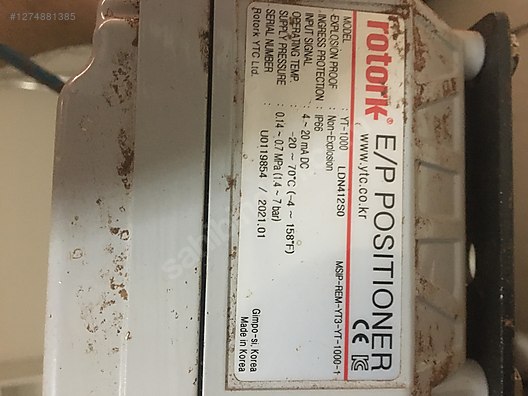 #1274881385
rotork E/P POSITIONER
www.ytc.co.kr
MODEL : YT-1000 LDN412S0 MSIP-REM-YT3-YT-1000-1
EXPLOSION PROOF : Non-Explosion
INGRESS PROTECTION : IP66
INPUT SIGNAL : 4 ~ 20 mA DC
OPERATING TEMP. : -20 ~ 70°C (-4 ~ 158°F)
SUPPLY PRESSURE : 0.14 ~ 0.7 MPa (1.4 ~ 7 bar)
SERIAL NUMBER : U0119854 / 2021.01
Rotork YTC Ltd. Gimpo-si, Korea
Made in Korea